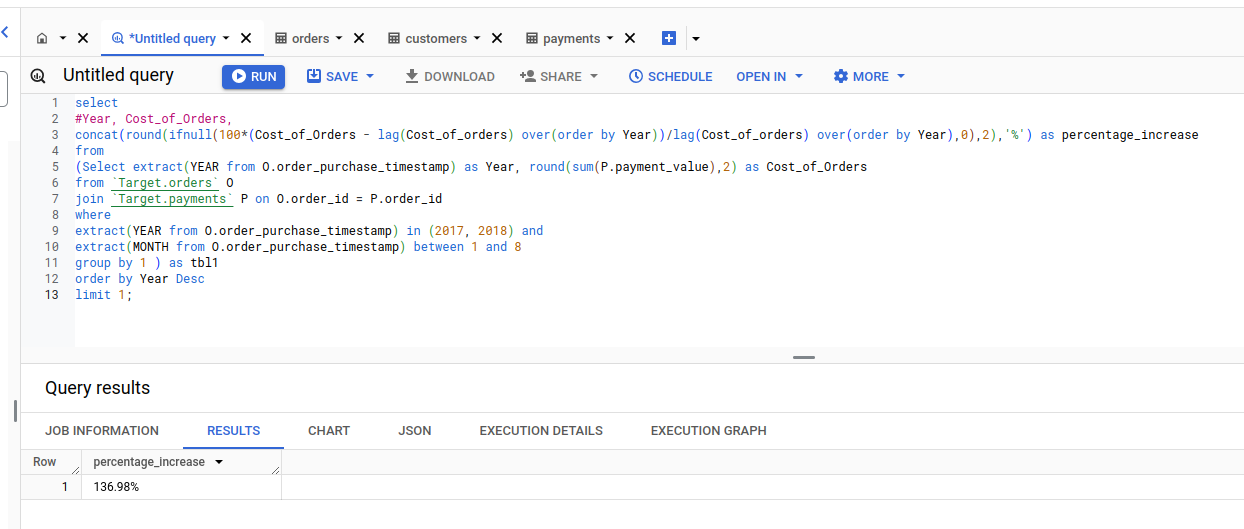 *Untitled query
orders
customers
payments
Untitled query
RUN
SAVE
DOWNLOAD
SHARE
SCHEDULE
OPEN IN
MORE
1 select
2 #Year, Cost_of_Orders,
3 concat(round(ifnull(100*(Cost_of_Orders - lag(Cost_of_orders) over(order by Year))/lag(Cost_of_orders) over(order by Year),0),2),'%') as percentage_increase
4 from
5 (Select extract(YEAR from O.order_purchase_timestamp) as Year, round(sum(P.payment_value),2) as Cost_of_Orders
6 from `Target.orders` O
7 join `Target.payments` P on O.order_id = P.order_id
8 where
9 extract(YEAR from O.order_purchase_timestamp) in (2017, 2018) and
10 extract(MONTH from O.order_purchase_timestamp) between 1 and 8
11 group by 1 ) as tbl1
12 order by Year Desc
13 limit 1;
Query results
JOB INFORMATION
RESULTS
CHART
JSON
EXECUTION DETAILS
EXECUTION GRAPH
Row percentage_increase
1 136.98%